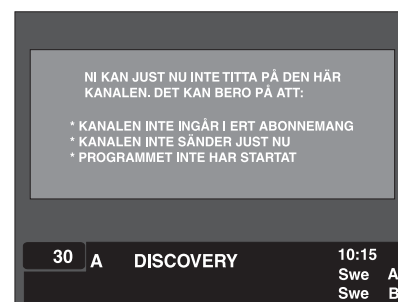 NI KAN JUST NU INTE TITTA PÅ DEN HÄR
KANALEN. DET KAN BERO PÅ ATT:
* KANALEN INTE INGÅR I ERT ABONNEMANG
* KANALEN INTE SÄNDER JUST NU
* PROGRAMMET INTE HAR STARTAT
30 A DISCOVERY 10:15
Swe A
Swe B